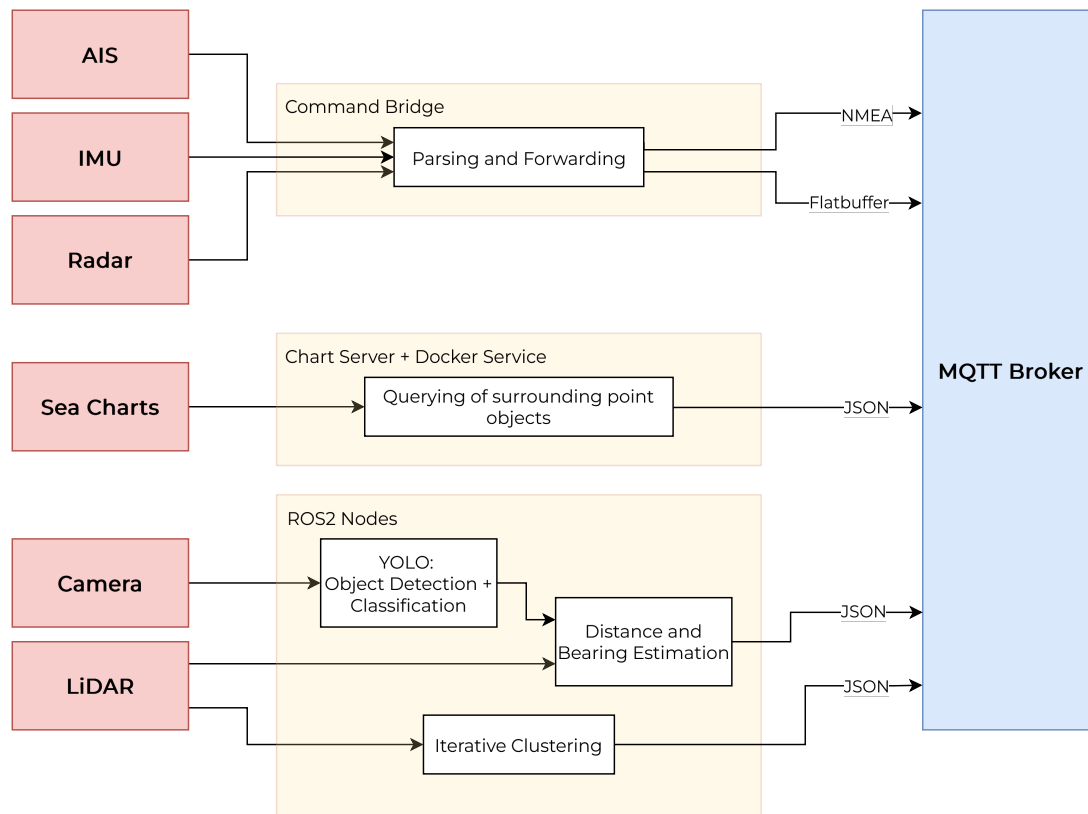 AIS
Command Bridge
NMEA
IMU
Parsing and Forwarding
Flatbuffer
Radar
Chart Server + Docker Service
MQTT Broker
Sea Charts
Querying of surrounding point
objects
JSON
ROS2 Nodes
Camera
YOLO:
Object Detection +
Classification
JSON
Distance and
Bearing Estimation
LiDAR
JSON
Iterative Clustering